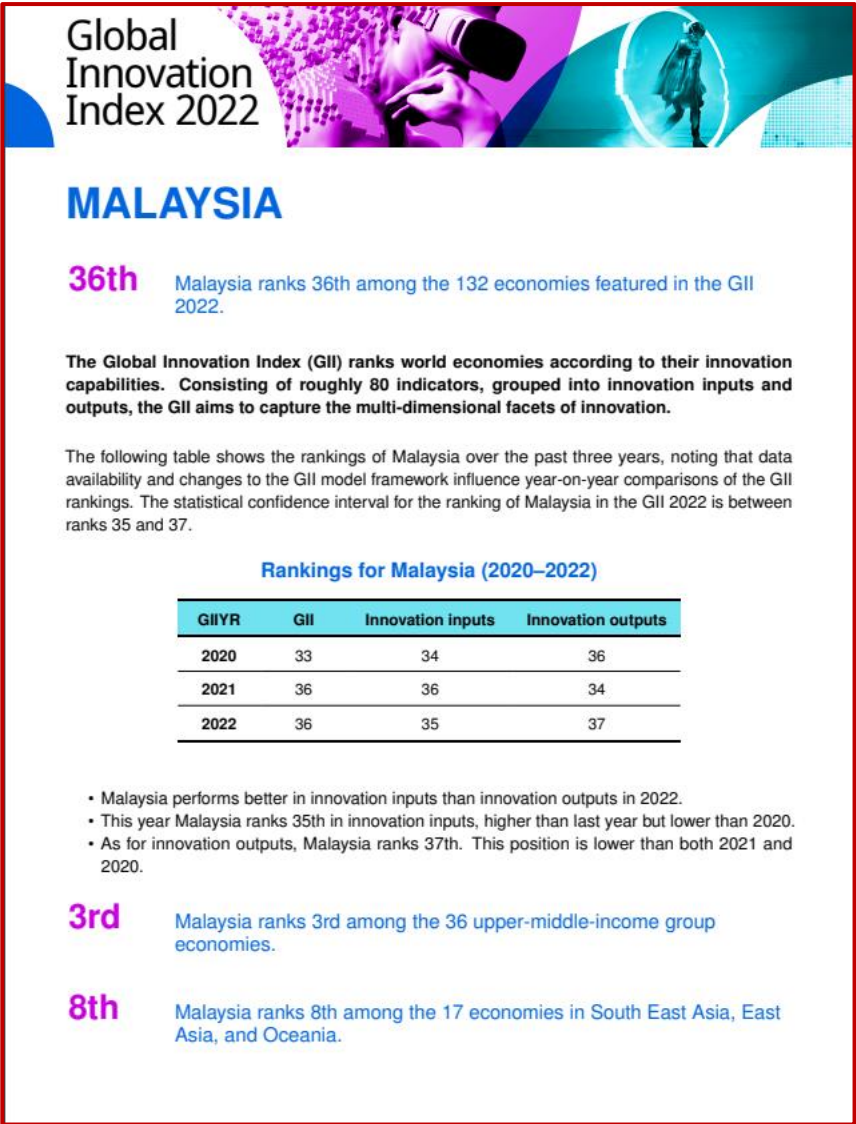 Global
Innovation
Index 2022
MALAYSIA
36th
Malaysia ranks 36th among the 132 economies featured in the GII
2022.
The Global Innovation Index (GII) ranks world economies according to their innovation
capabilities. Consisting of roughly 80 indicators, grouped into innovation inputs and
outputs, the GII aims to capture the multi-dimensional facets of innovation.
The following table shows the rankings of Malaysia over the past three years, noting that data
availability and changes to the GII model framework influence year-on-year comparisons of the GII
rankings. The statistical confidence interval for the ranking of Malaysia in the GII 2022 is between
ranks 35 and 37.
Rankings for Malaysia (2020–2022)
GIIYR GII Innovation inputs Innovation outputs
2020 33 34 36
2021 36 36 34
2022 36 35 37
• Malaysia performs better in innovation inputs than innovation outputs in 2022.
• This year Malaysia ranks 35th in innovation inputs, higher than last year but lower than 2020.
• As for innovation outputs, Malaysia ranks 37th. This position is lower than both 2021 and
2020.
3rd
Malaysia ranks 3rd among the 36 upper-middle-income group
economies.
8th
Malaysia ranks 8th among the 17 economies in South East Asia, East
Asia, and Oceania.